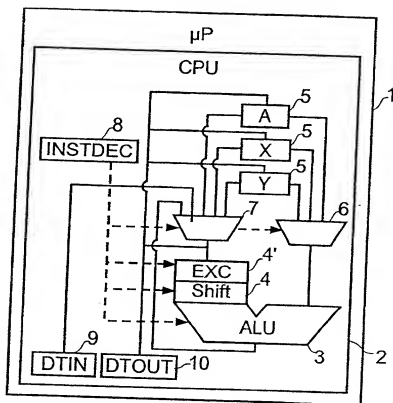 µP
CPU
1
A 5
8
INSTDEC
X 5
Y 5
7
6
4'
EXC
Shift 4
ALU
9
DTIN
DTOUT
10
3
2